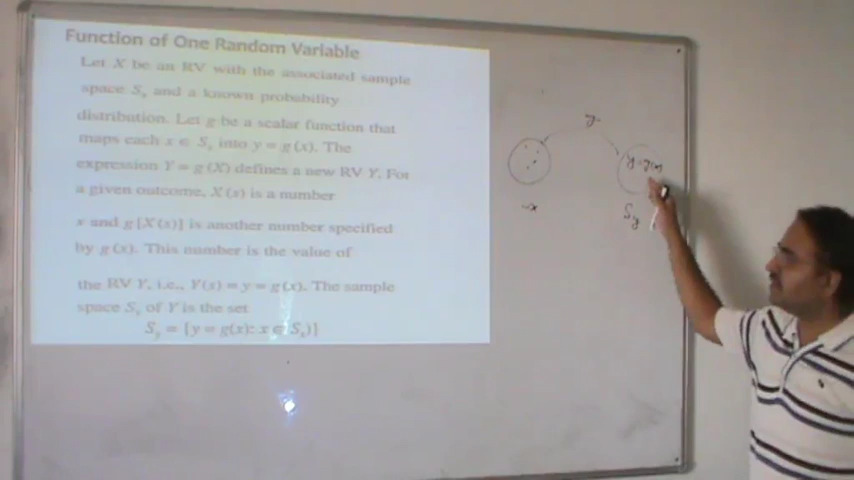 Function of One Random Variable
Let X be an RV with the associated sample
space Sx and a known probability
distribution. Let g be a scalar function that
maps each x ∈ Sx into y = g(x). The
expression Y = g(X) defines a new RV Y. For
a given outcome, X(s) is a number
x and g[X(s)] is another number specified
by g(x). This number is the value of
the RV Y, i.e., Y(s) = y = g(x). The sample
space Sy of Y is the set
Sy = [y = g(x): x ∈ Sx)]
y = g(x)
Sy